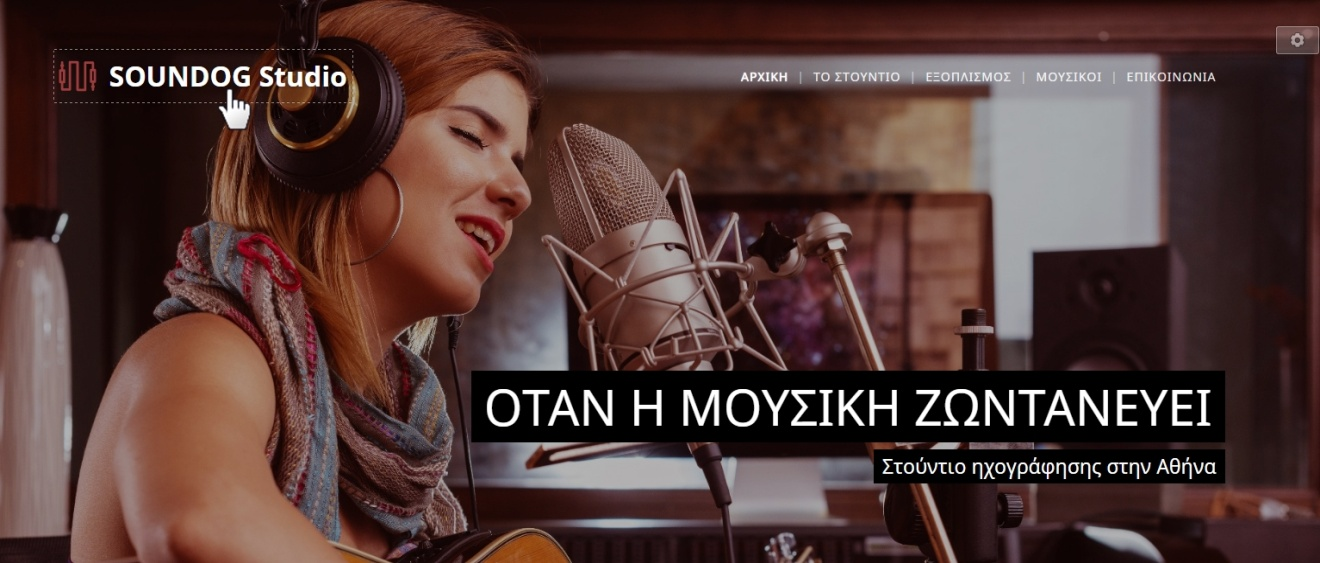 SOUNDOG Studio
ΑΡΧΙΚΗ | ΤΟ ΣΤΟΥΝΤΙΟ | ΕΞΟΠΛΙΣΜΟΣ | ΜΟΥΣΙΚΟΙ | ΕΠΙΚΟΙΝΩΝΙΑ
ΟΤΑΝ Η ΜΟΥΣΙΚΗ ΖΩΝΤΑΝΕΥΕΙ
Στούντιο ηχογράφησης στην Αθήνα